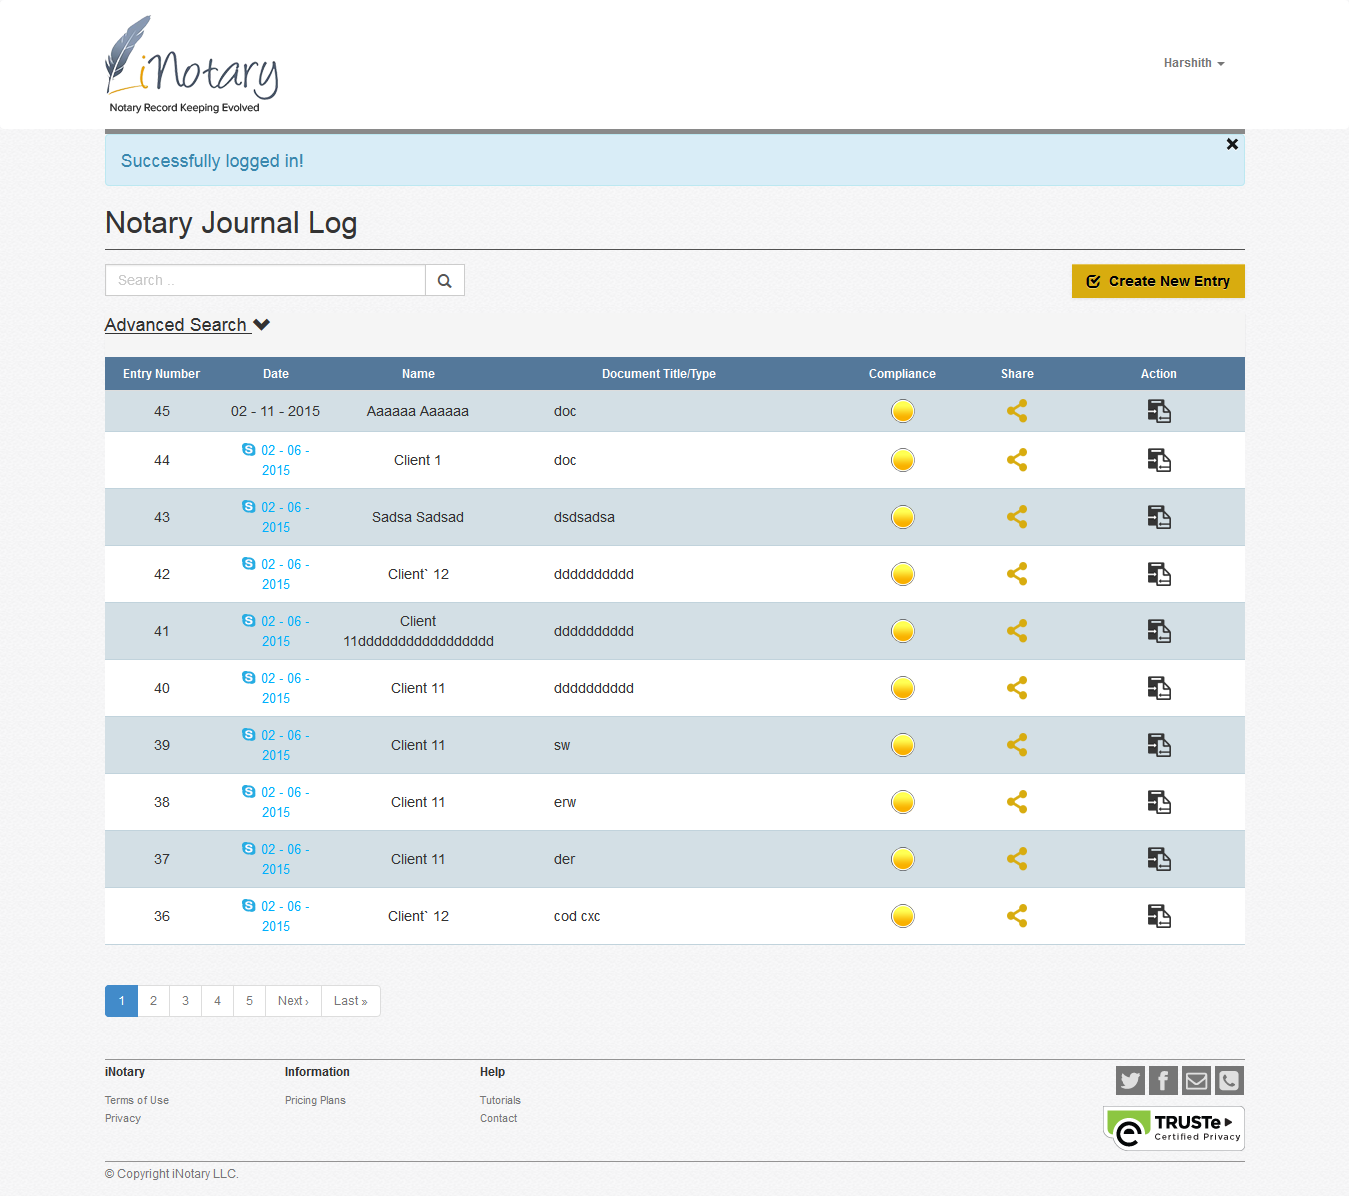 iNotary
Notary Record Keeping Evolved
Harshith
Successfully logged in!
Notary Journal Log
Search ..
Create New Entry
Advanced Search
Entry Number Date Name Document Title/Type Compliance Share Action
45 02 - 11 - 2015 Aaaaaa Aaaaaa doc
44 02 - 06 - 2015 Client 1 doc
43 02 - 06 - 2015 Sadsa Sadsad dsdsadsa
42 02 - 06 - 2015 Client` 12 dddddddddd
41 02 - 06 - 2015 Client 11ddddddddddddddddd dddddddddd
40 02 - 06 - 2015 Client 11 dddddddddd
39 02 - 06 - 2015 Client 11 sw
38 02 - 06 - 2015 Client 11 erw
37 02 - 06 - 2015 Client 11 der
36 02 - 06 - 2015 Client` 12 cod cxc
1 2 3 4 5 Next › Last »
iNotary Information Help
Terms of Use Pricing Plans Tutorials
Privacy Contact
TRUSTe
Certified Privacy
© Copyright iNotary LLC.